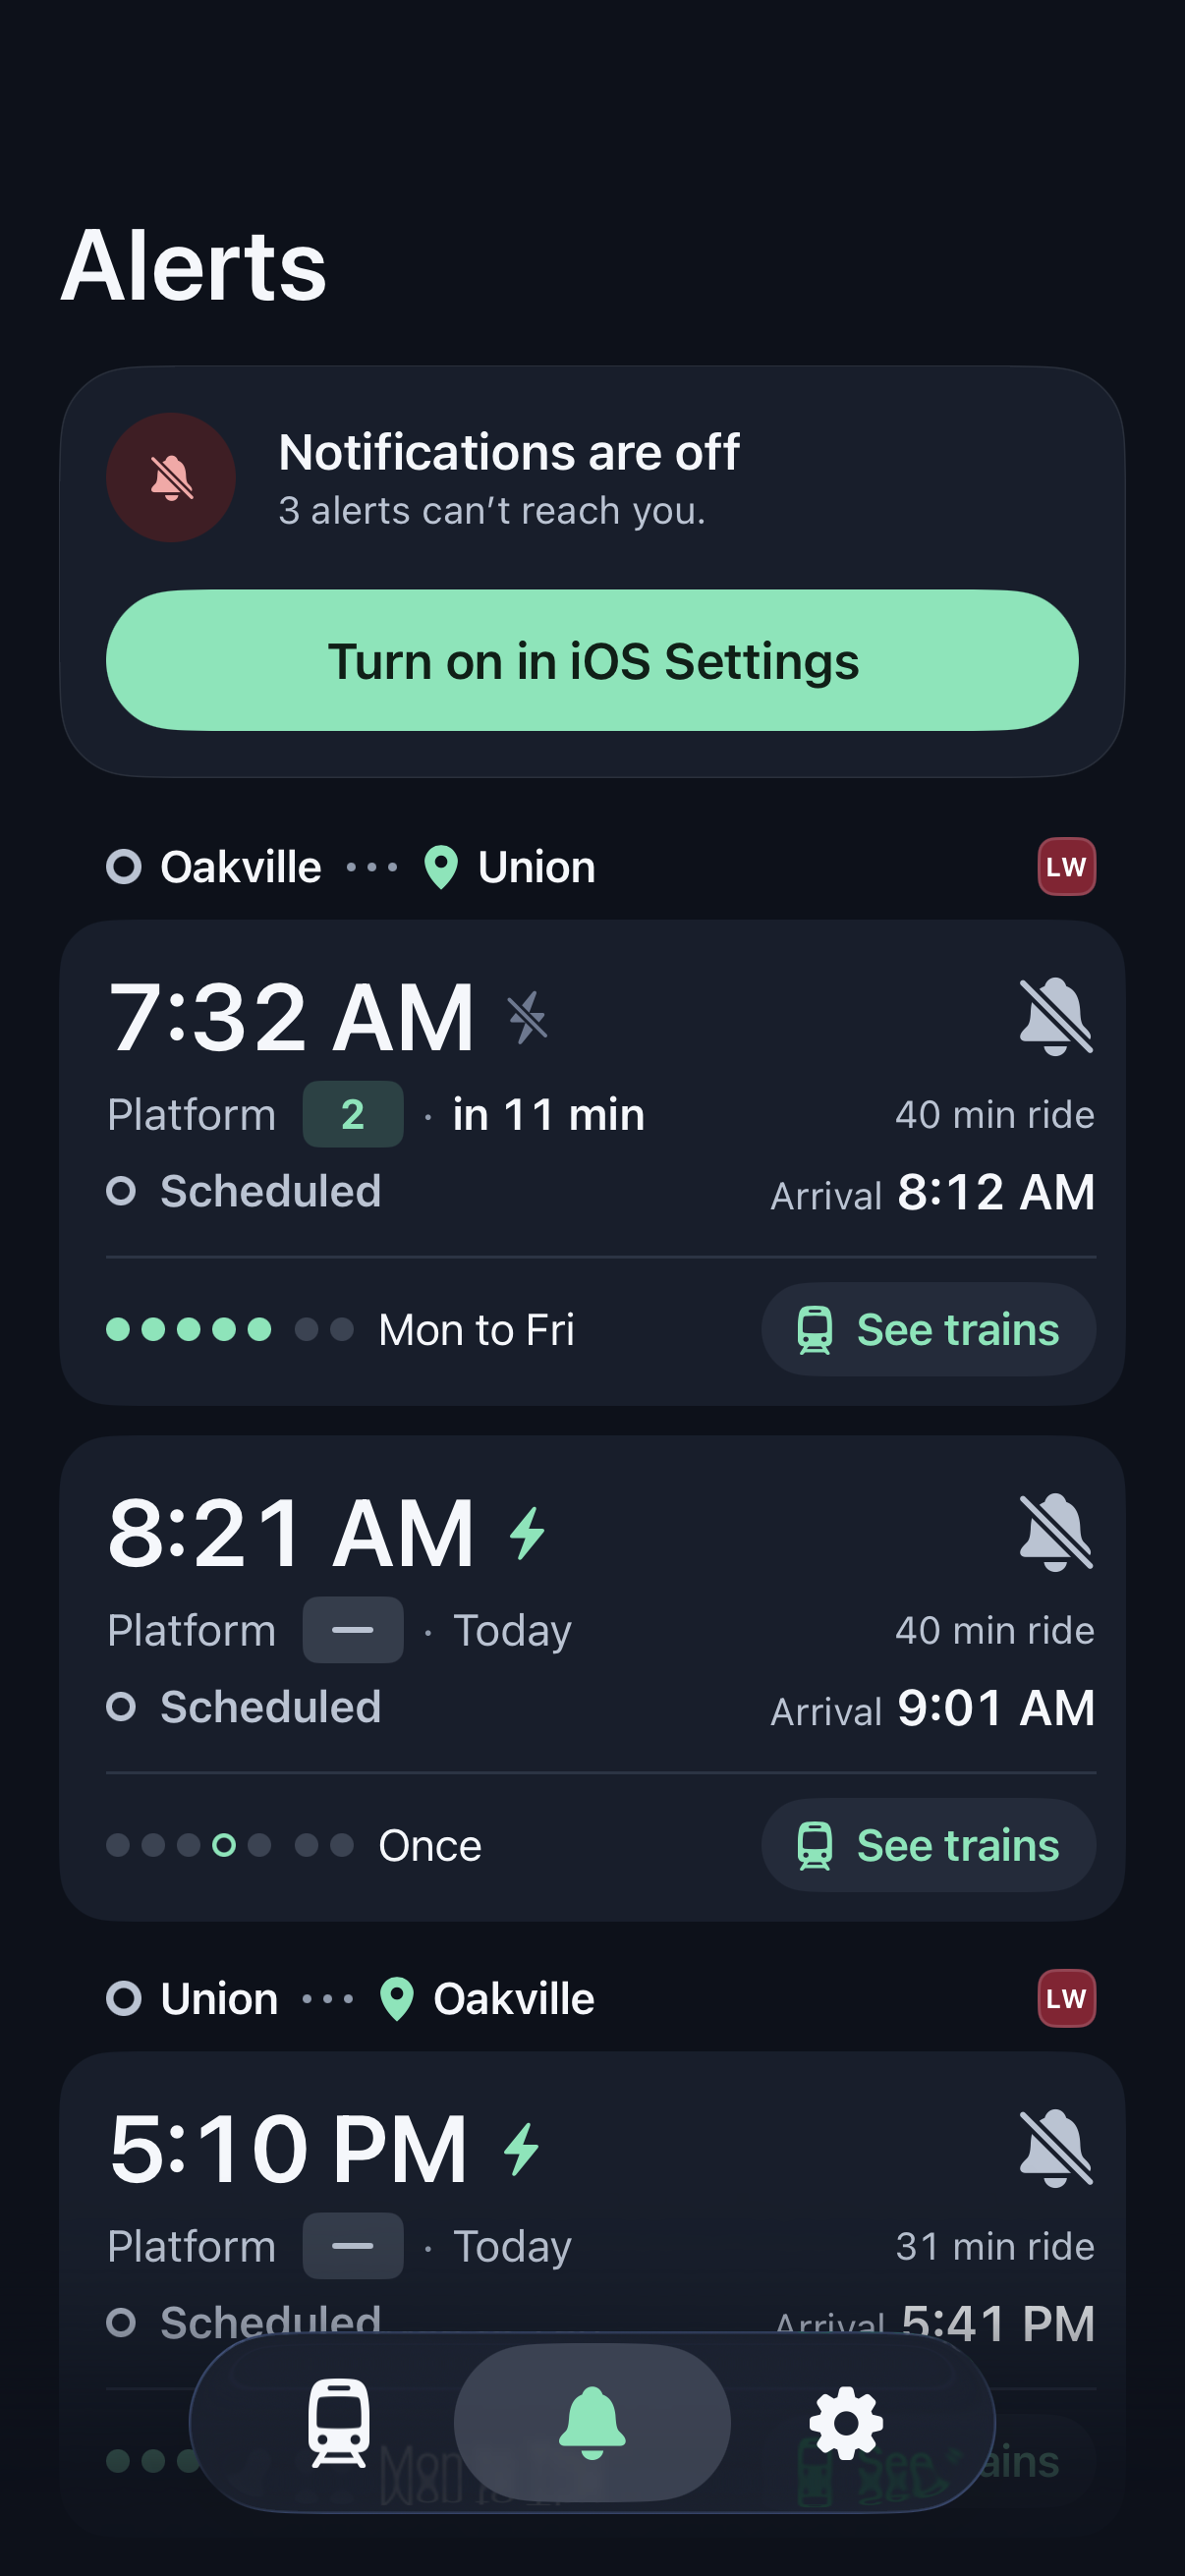 Alerts
Notifications are off
3 alerts can’t reach you.
Turn on in iOS Settings
Oakville ••• Union LW
7:32 AM
Platform 2 · in 11 min 40 min ride
Scheduled Arrival 8:12 AM
Mon to Fri See trains
8:21 AM
Platform — · Today 40 min ride
Scheduled Arrival 9:01 AM
Once See trains
Union ••• Oakville LW
5:10 PM
Platform — · Today 31 min ride
Scheduled Arrival 5:41 PM